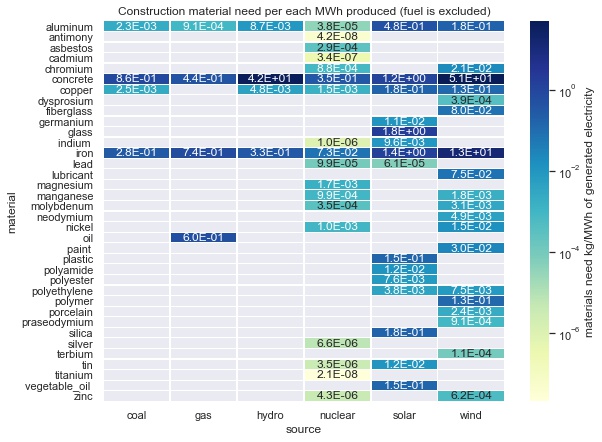 Construction material need per each MWh produced (fuel is excluded)
aluminum 2.3E-03 9.1E-04 8.7E-03 3.8E-05 4.8E-01 1.8E-01
antimony 4.2E-08
asbestos 2.9E-04
cadmium 3.4E-07
chromium 8.8E-04 2.1E-02
concrete 8.6E-01 4.4E-01 4.2E+01 3.5E-01 1.2E+00 5.1E+01
copper 2.5E-03 4.8E-03 1.5E-03 1.8E-01 1.3E-01
dysprosium 3.9E-04
fiberglass 8.0E-02
germanium 1.1E-02
glass 1.8E+00
indium 1.0E-06 9.6E-03
iron 2.8E-01 7.4E-01 3.3E-01 7.3E-02 1.4E+00 1.3E+01
lead 9.9E-05 6.1E-05
lubricant 7.5E-02
magnesium 1.7E-03
manganese 9.9E-04 1.8E-03
molybdenum 3.5E-04 3.1E-03
neodymium 4.9E-03
nickel 1.0E-03 1.5E-02
oil 6.0E-01
paint 3.0E-02
plastic 1.5E-01
polyamide 1.2E-02
polyester 7.6E-03
polyethylene 3.8E-03 7.5E-03
polymer 1.3E-01
porcelain 2.4E-03
praseodymium 9.1E-04
silica 1.8E-01
silver 6.6E-06
terbium 1.1E-04
tin 3.5E-06 1.2E-02
titanium 2.1E-08
vegetable_oil 1.5E-01
zinc 4.3E-06 6.2E-04
coal gas hydro nuclear solar wind
source
material
10⁰
10⁻²
10⁻⁴
10⁻⁶
materials need kg/MWh of generated electricity